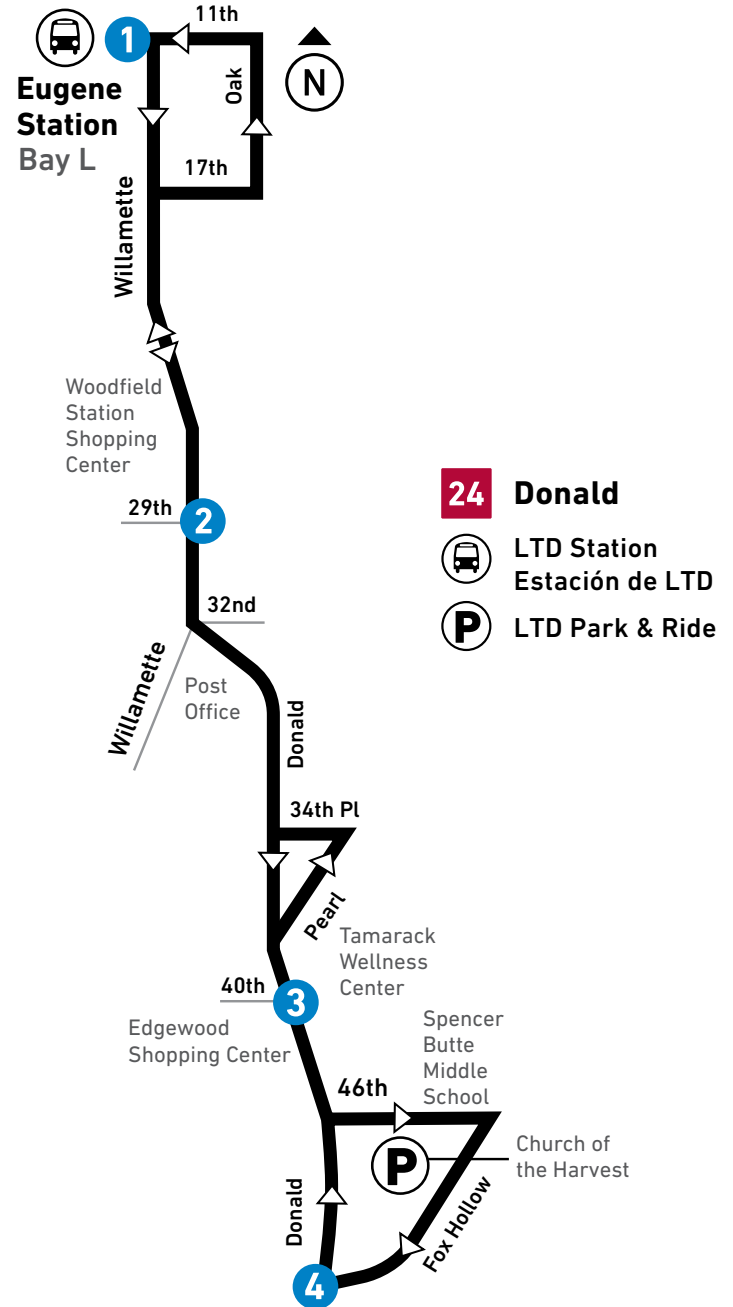 11th
1
Eugene
Station
Bay L
N
Oak
17th
Willamette
Woodfield
Station
Shopping
Center
29th
2
24 Donald
LTD Station
Estación de LTD
P LTD Park & Ride
32nd
Willamette
Post
Office
Donald
34th Pl
Pearl
Tamarack
Wellness
Center
40th
3
Edgewood
Shopping Center
Spencer
Butte
Middle
School
46th
P
Church of
the Harvest
Donald
Fox Hollow
4